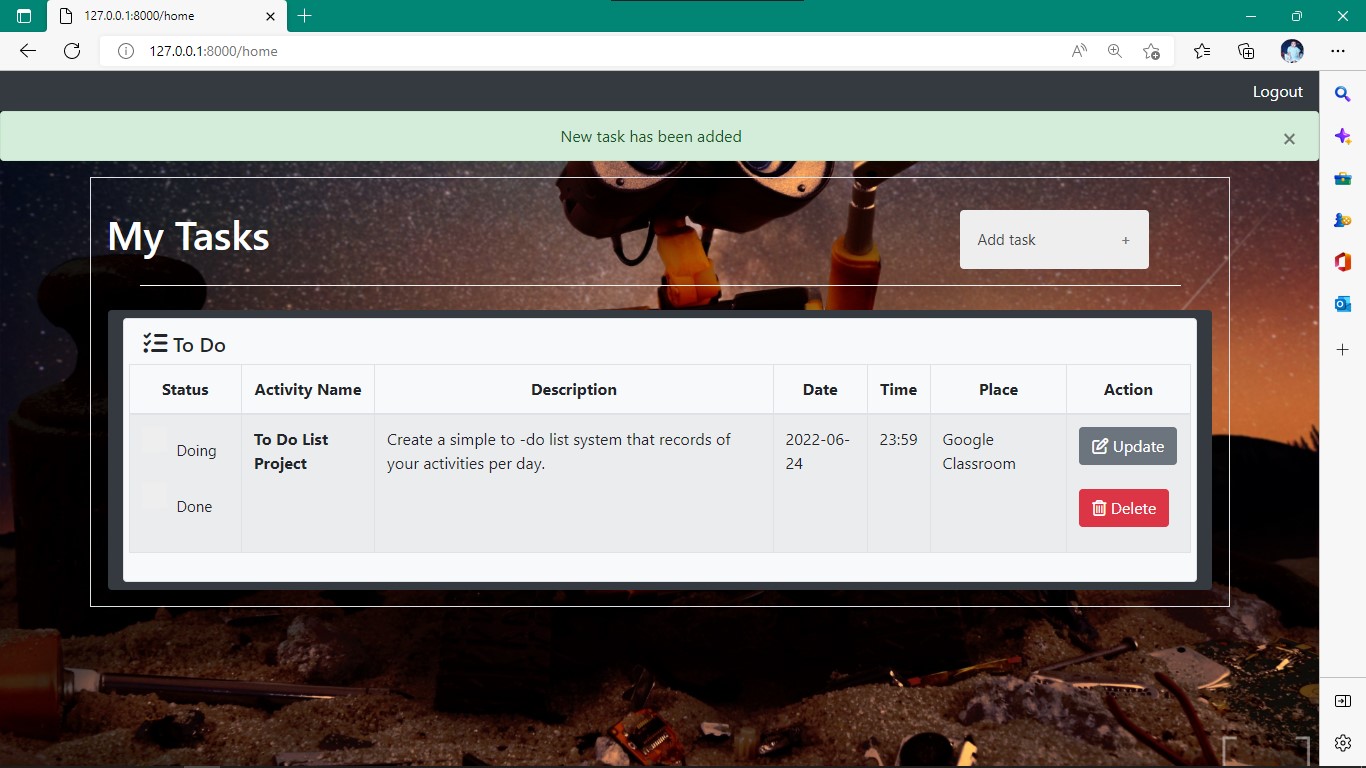 127.0.0.1:8000/home
127.0.0.1:8000/home
Logout
New task has been added
My Tasks
Add task +
To Do
Status Activity Name Description Date Time Place Action
Doing
Done
To Do List
Project
Create a simple to -do list system that records of
your activities per day.
2022-06-
24
23:59
Google
Classroom
Update
Delete